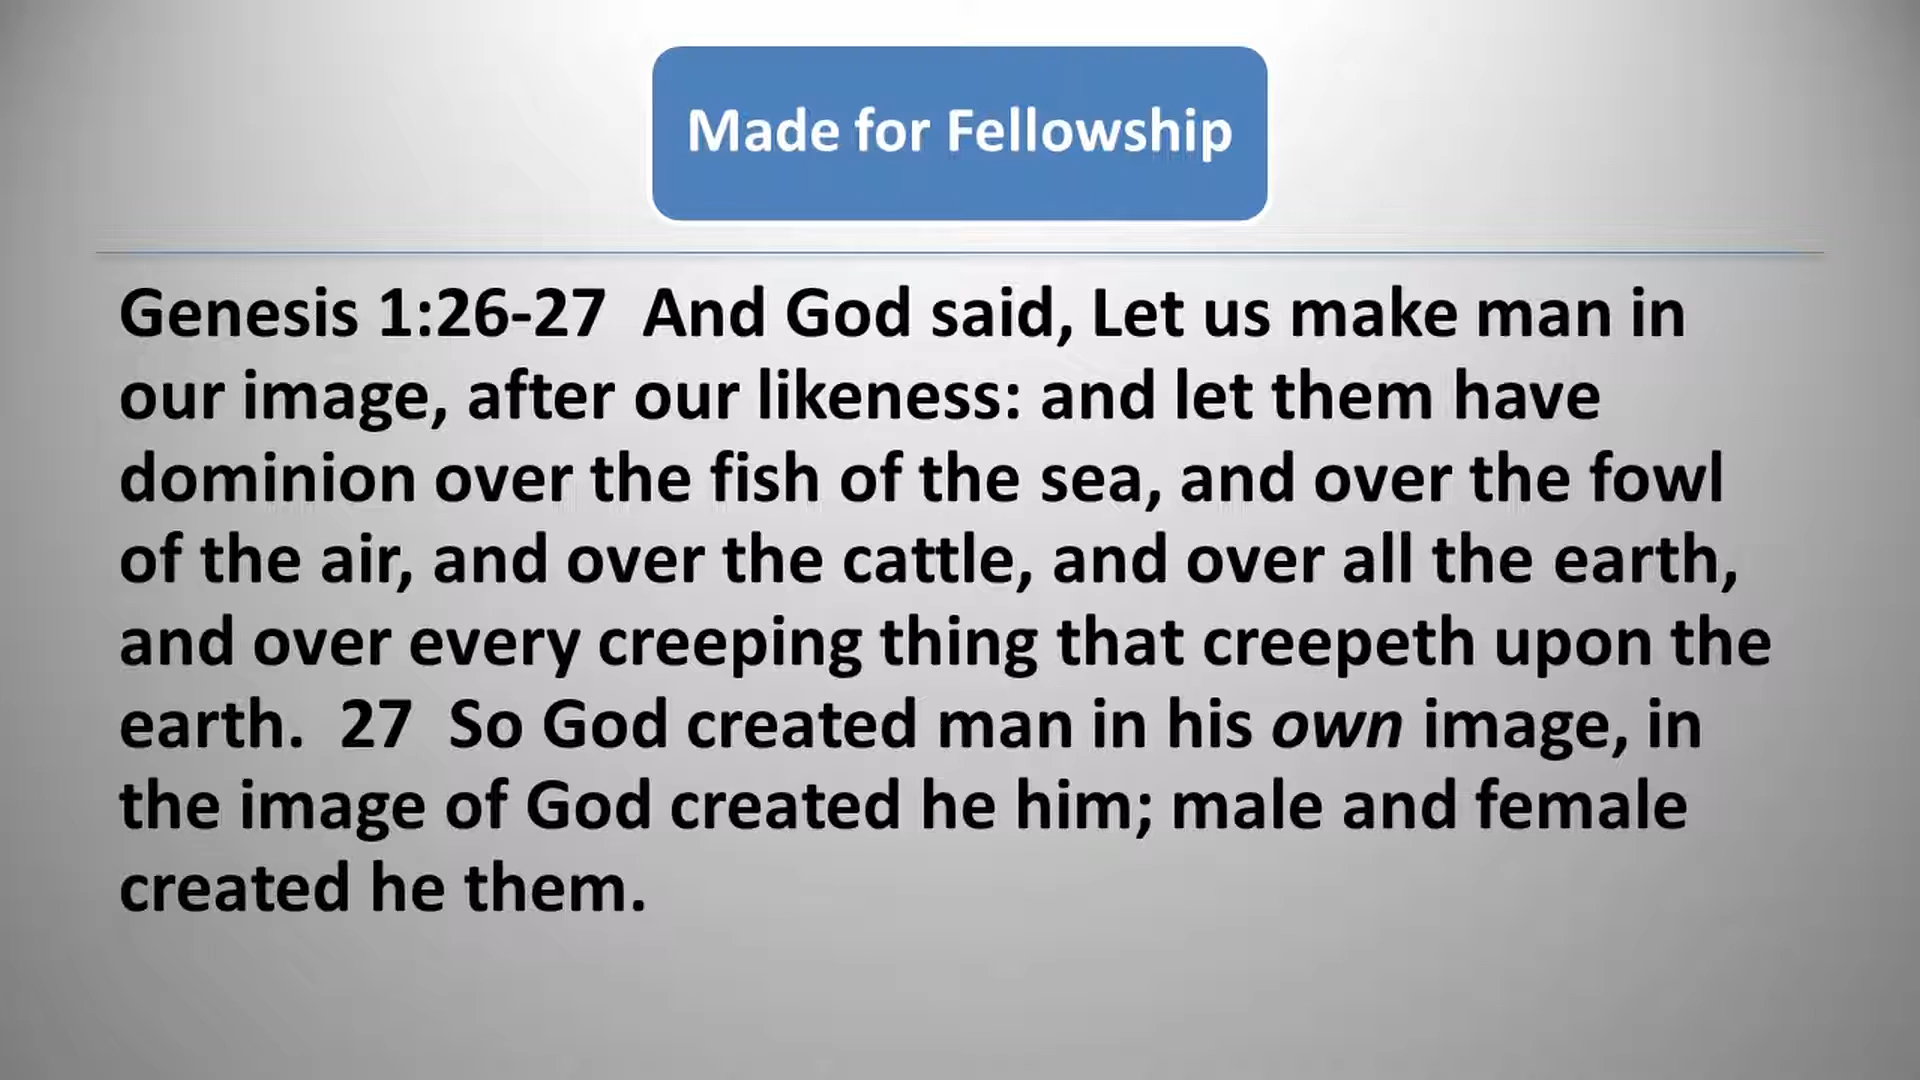 Made for Fellowship
Genesis 1:26-27  And God said, Let us make man in
our image, after our likeness: and let them have
dominion over the fish of the sea, and over the fowl
of the air, and over the cattle, and over all the earth,
and over every creeping thing that creepeth upon the
earth.  27  So God created man in his own image, in
the image of God created he him; male and female
created he them.